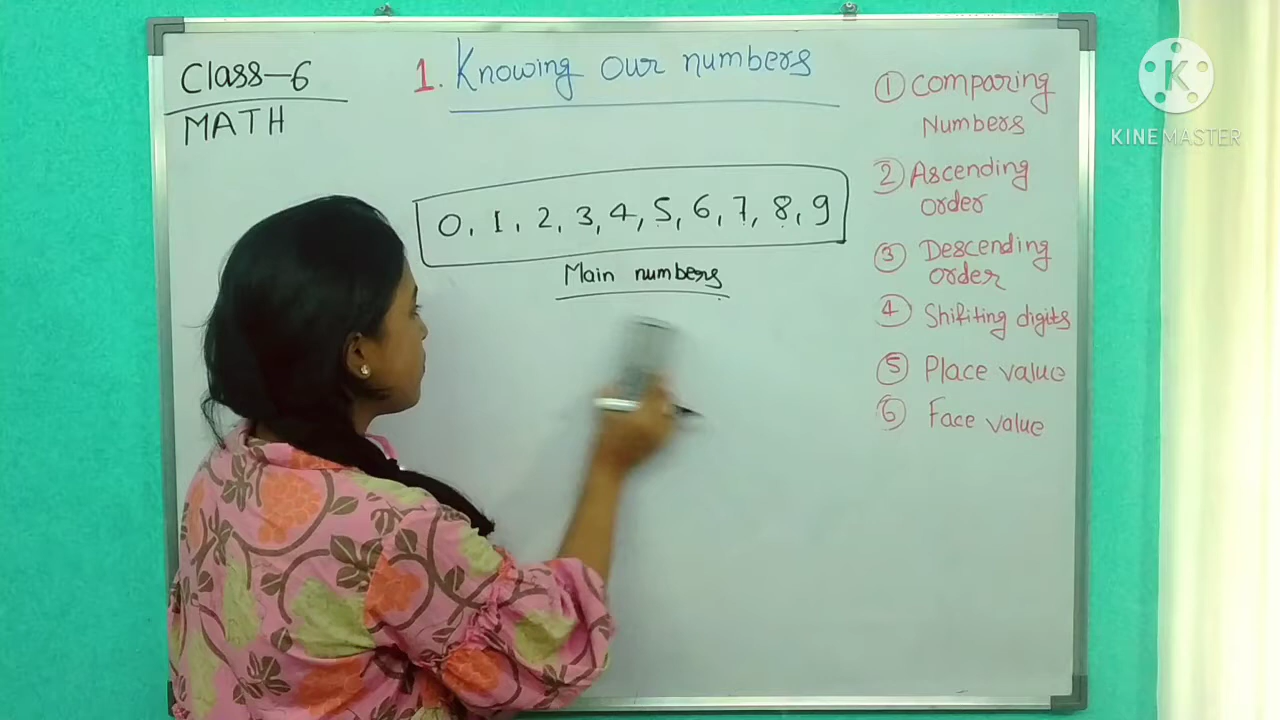 Class-6
MATH
1. Knowing our numbers
0, 1, 2, 3, 4, 5, 6, 7, 8, 9
Main numbers
① Comparing
Numbers
② Ascending
order
③ Descending
order
④ Shifiting digits
⑤ Place value
⑥ Face value
K
KINEMASTER